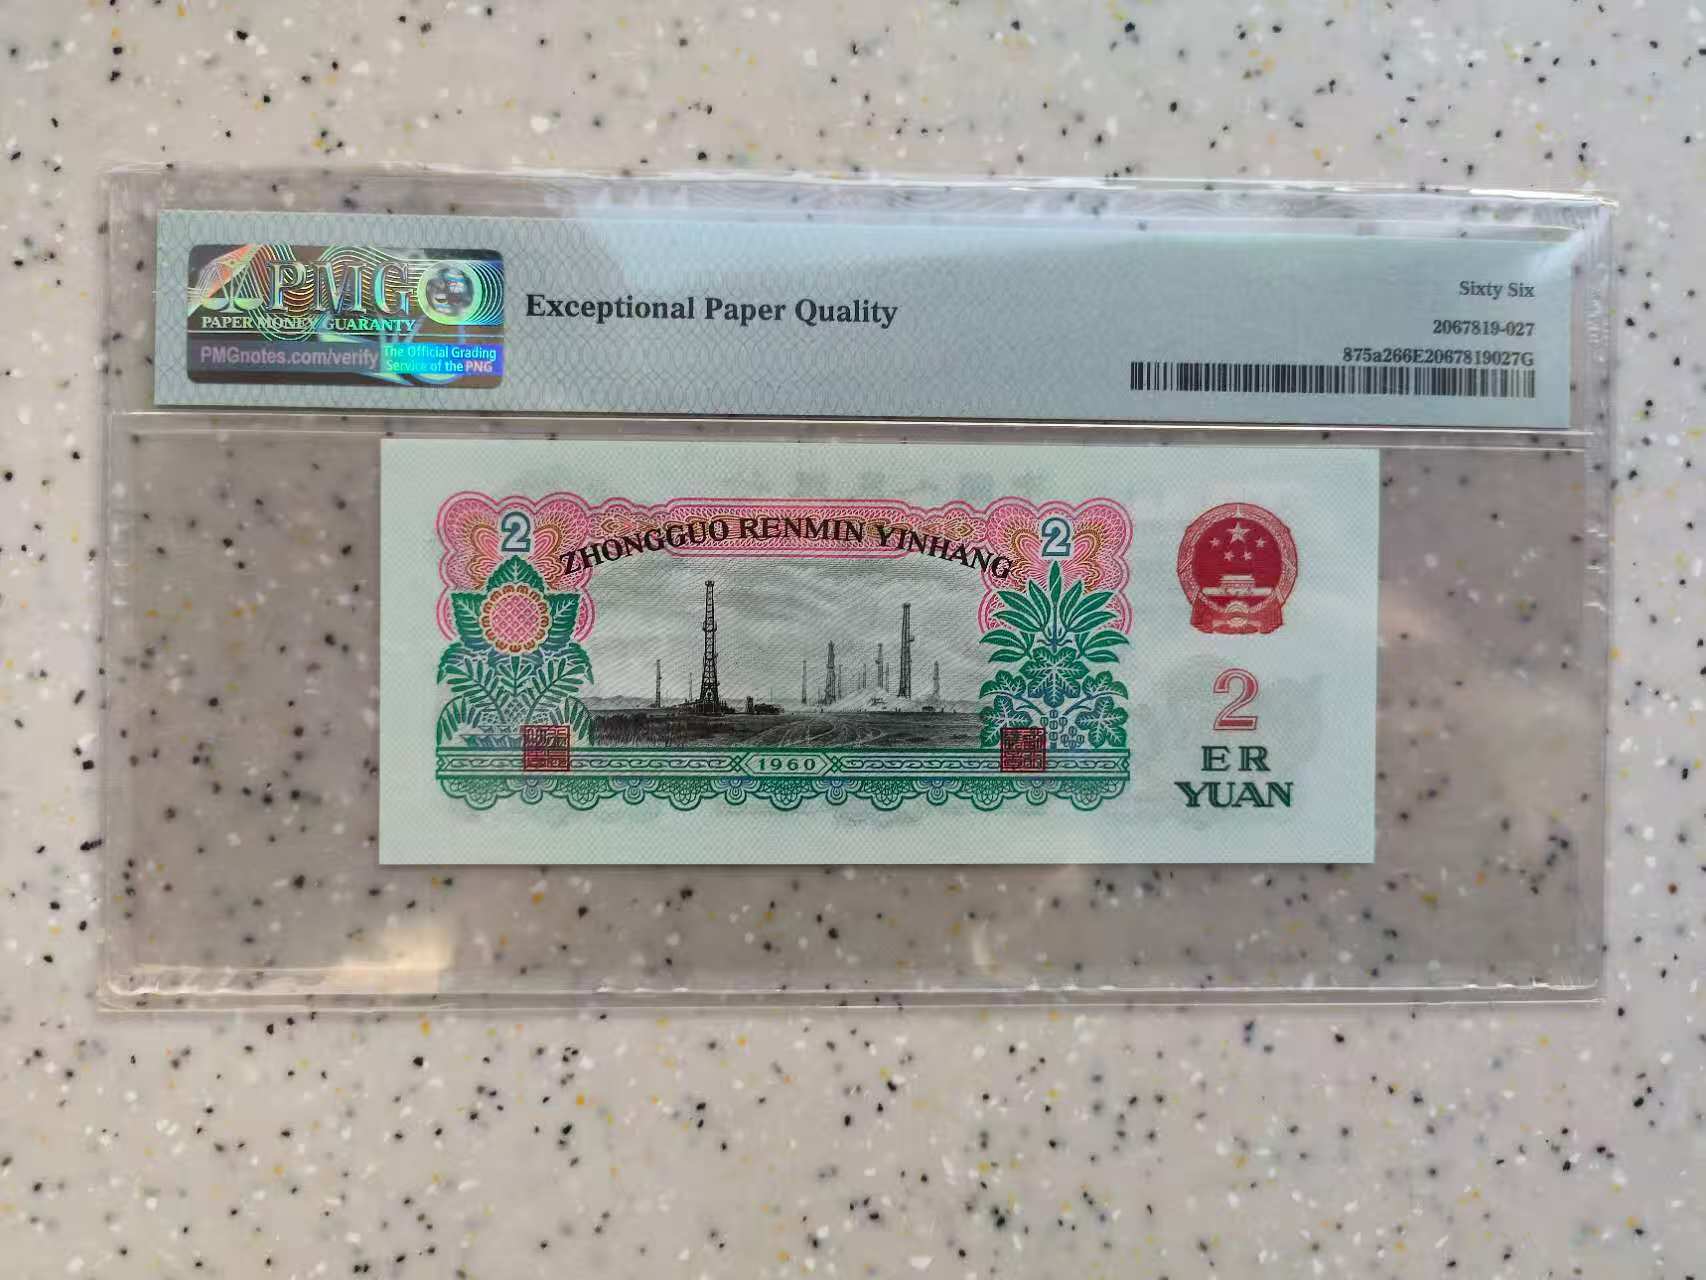 PMG
PAPER MONEY GUARANTY
PMGnotes.com/verify
The Official Grading
Service of the PNG
Exceptional Paper Quality
Sixty Six
2067819-027
875a266E2067819027G
2
2
ZHONGGUO RENMIN YINHANG
1960
2
ER
YUAN